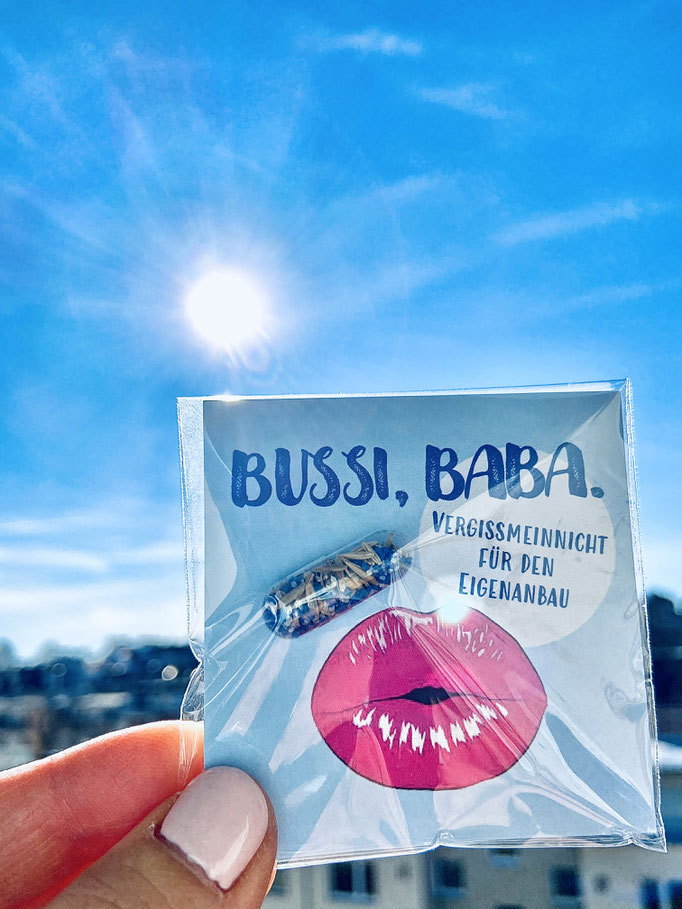 BUSSI, BABA.
VERGISSMEINNICHT
FÜR DEN
EIGENANBAU